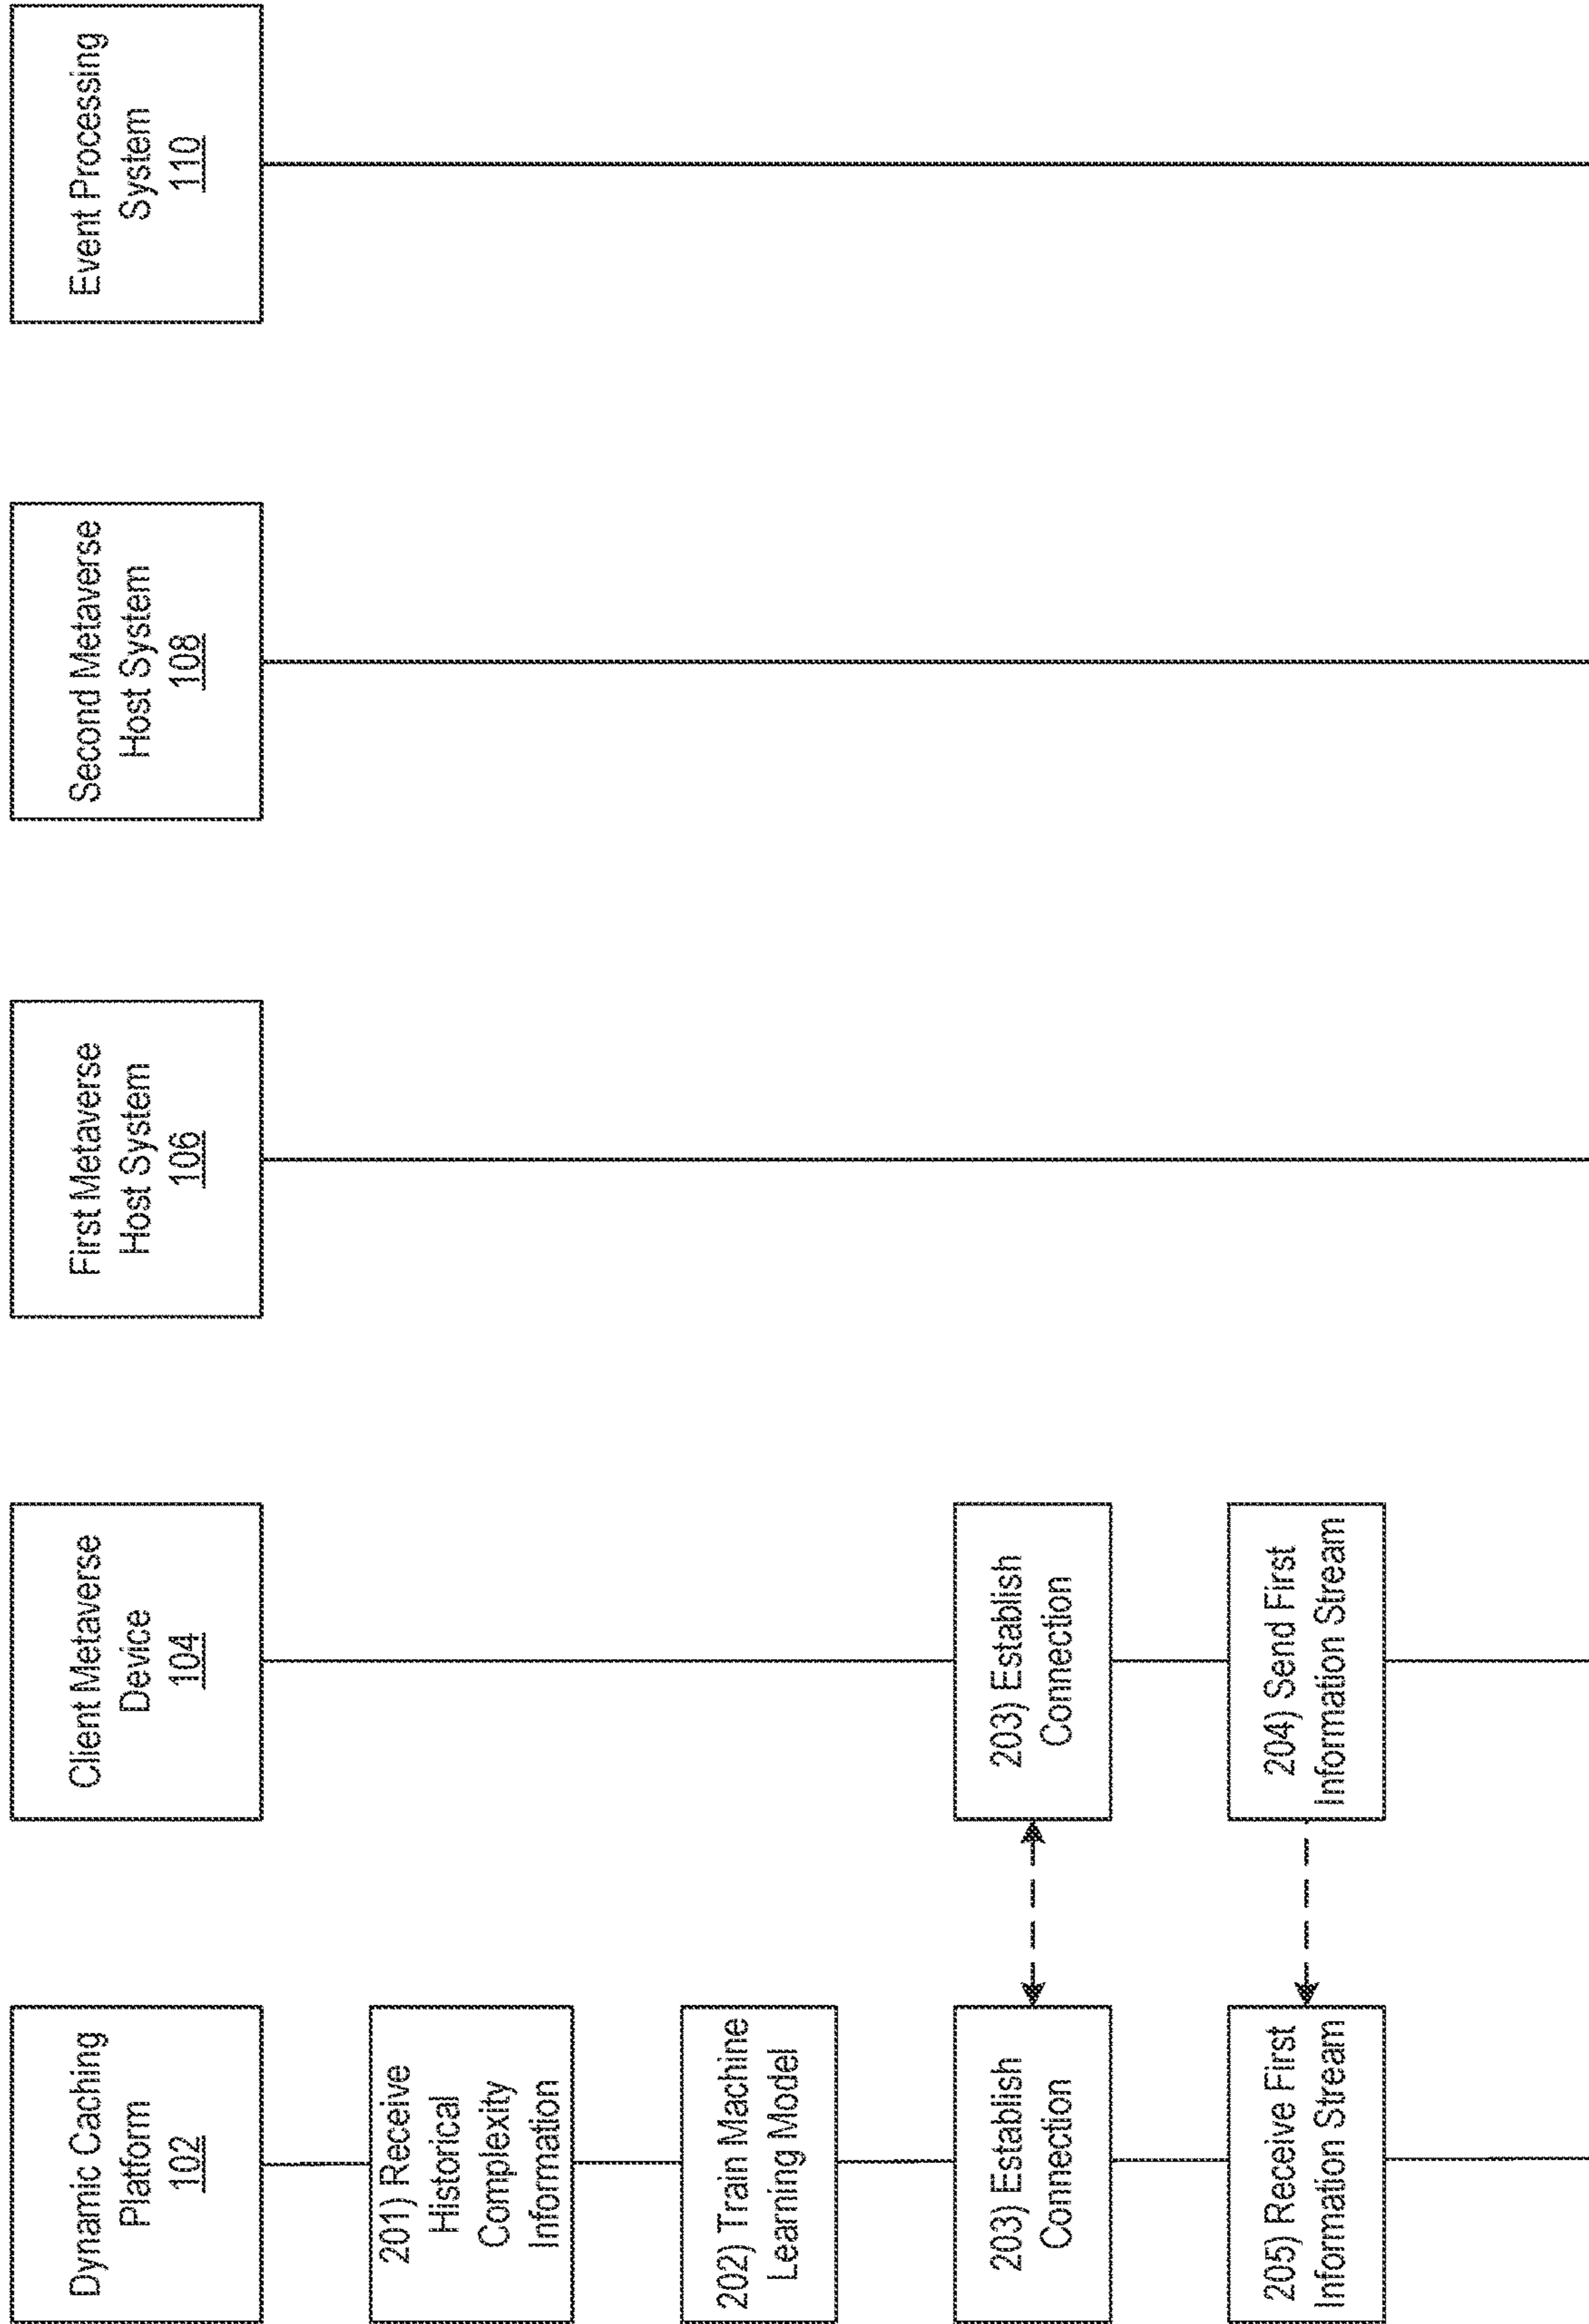 Dynamic Caching
Platform
102
Client Metaverse
Device
104
First Metaverse
Host System
106
Second Metaverse
Host System
108
Event Processing
System
110
201) Receive
Historical
Complexity
Information
202) Train Machine
Learning Model
203) Establish
Connection
203) Establish
Connection
204) Send First
Information Stream
205) Receive First
Information Stream